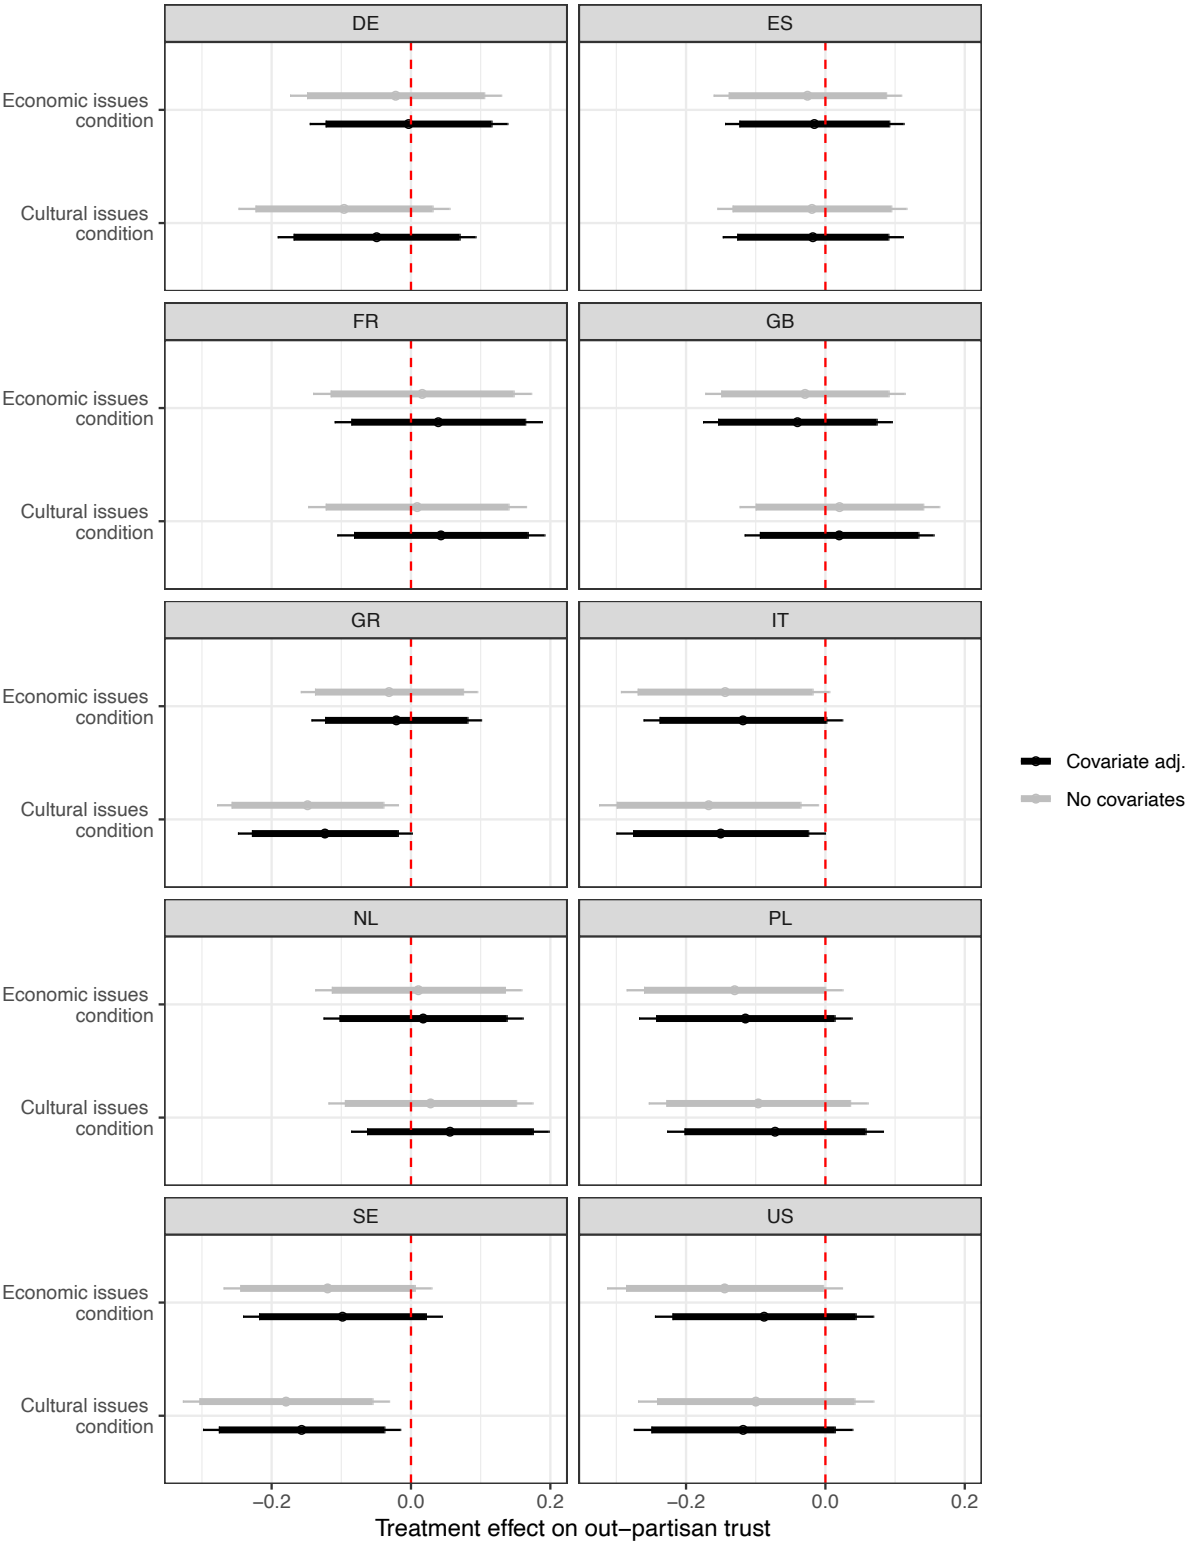 DE
ES
Economic issues
condition
Cultural issues
condition
FR
GB
Economic issues
condition
Cultural issues
condition
GR
IT
Economic issues
condition
Cultural issues
condition
Covariate adj.
No covariates
NL
PL
Economic issues
condition
Cultural issues
condition
SE
US
Economic issues
condition
Cultural issues
condition
−0.2 0.0 0.2 −0.2 0.0 0.2
Treatment effect on out−partisan trust